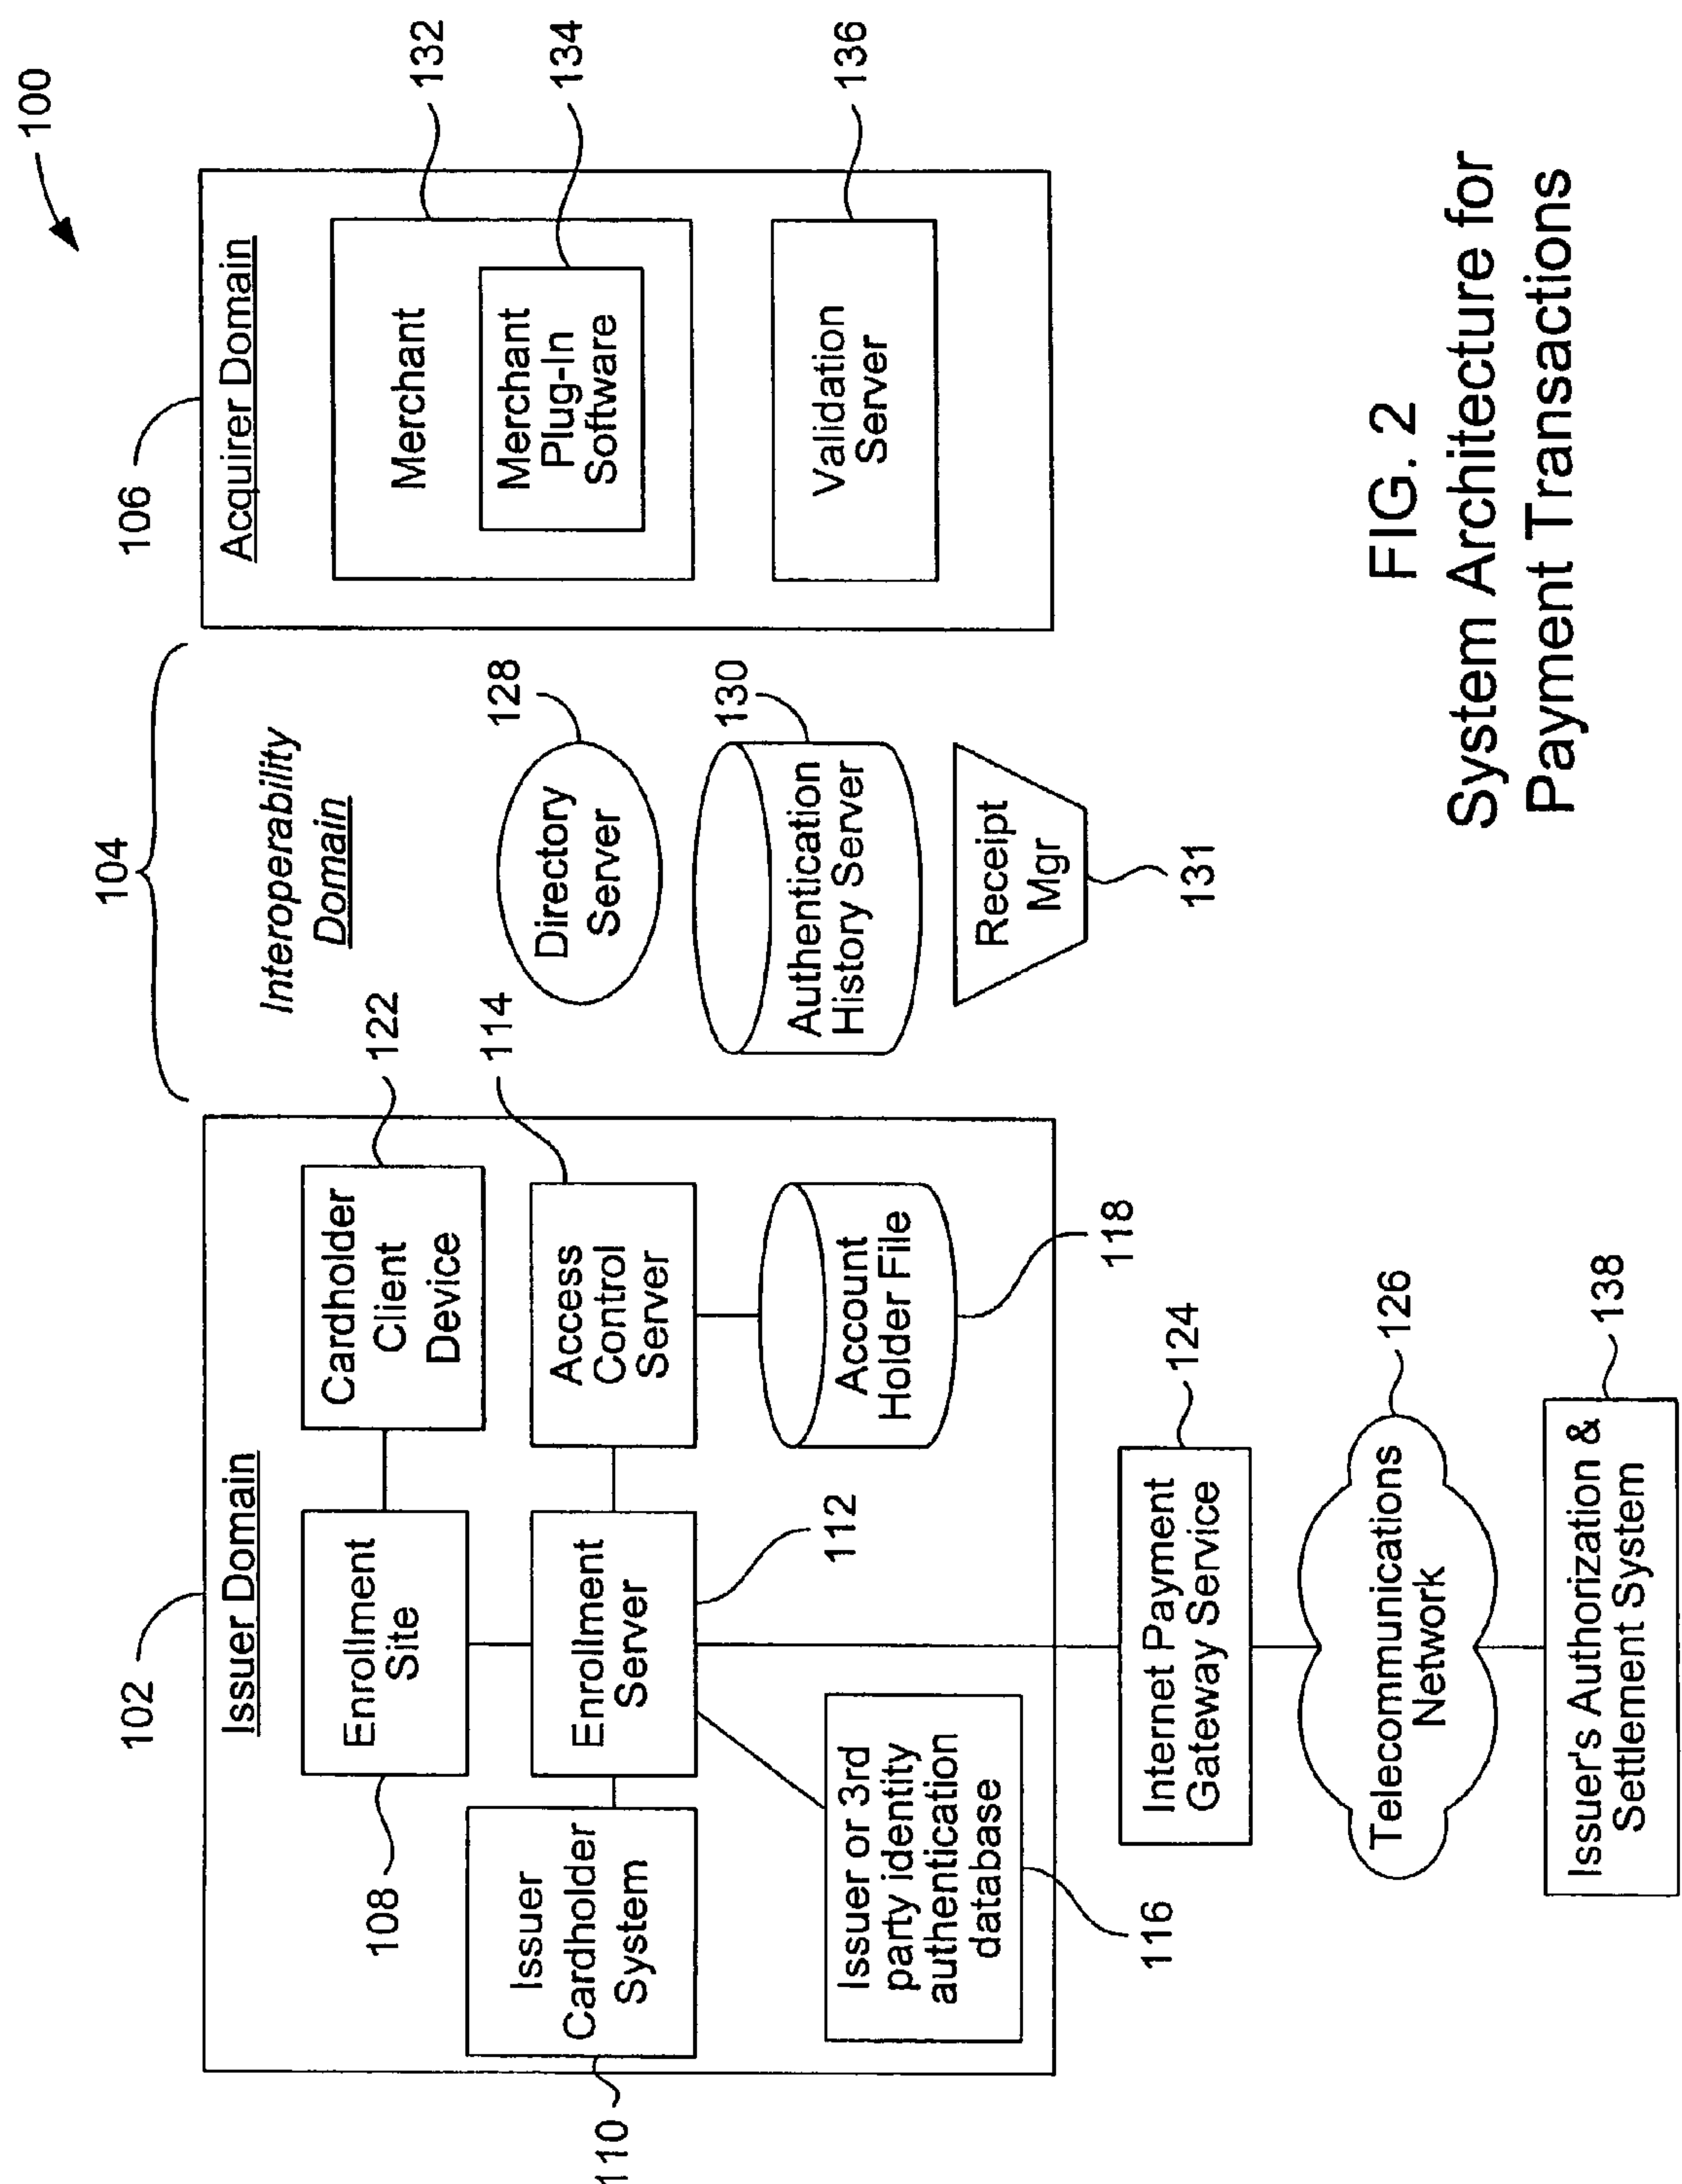 100
102
104
106
Issuer Domain
Interoperability
Domain
Acquirer Domain
Enrollment
Site
108
Cardholder
Client
Device
122
Issuer
Cardholder
System
110
Enrollment
Server
112
Access
Control
Server
114
Issuer or 3rd
party identity
authentication
database
116
Account
Holder File
118
Directory
Server
128
Authentication
History Server
130
Receipt
Mgr
131
Merchant
132
Merchant
Plug-In
Software
134
Validation
Server
136
Internet Payment
Gateway Service
124
Telecommunications
Network
126
Issuer's Authorization &
Settlement System
138
FIG. 2
System Architecture for
Payment Transactions